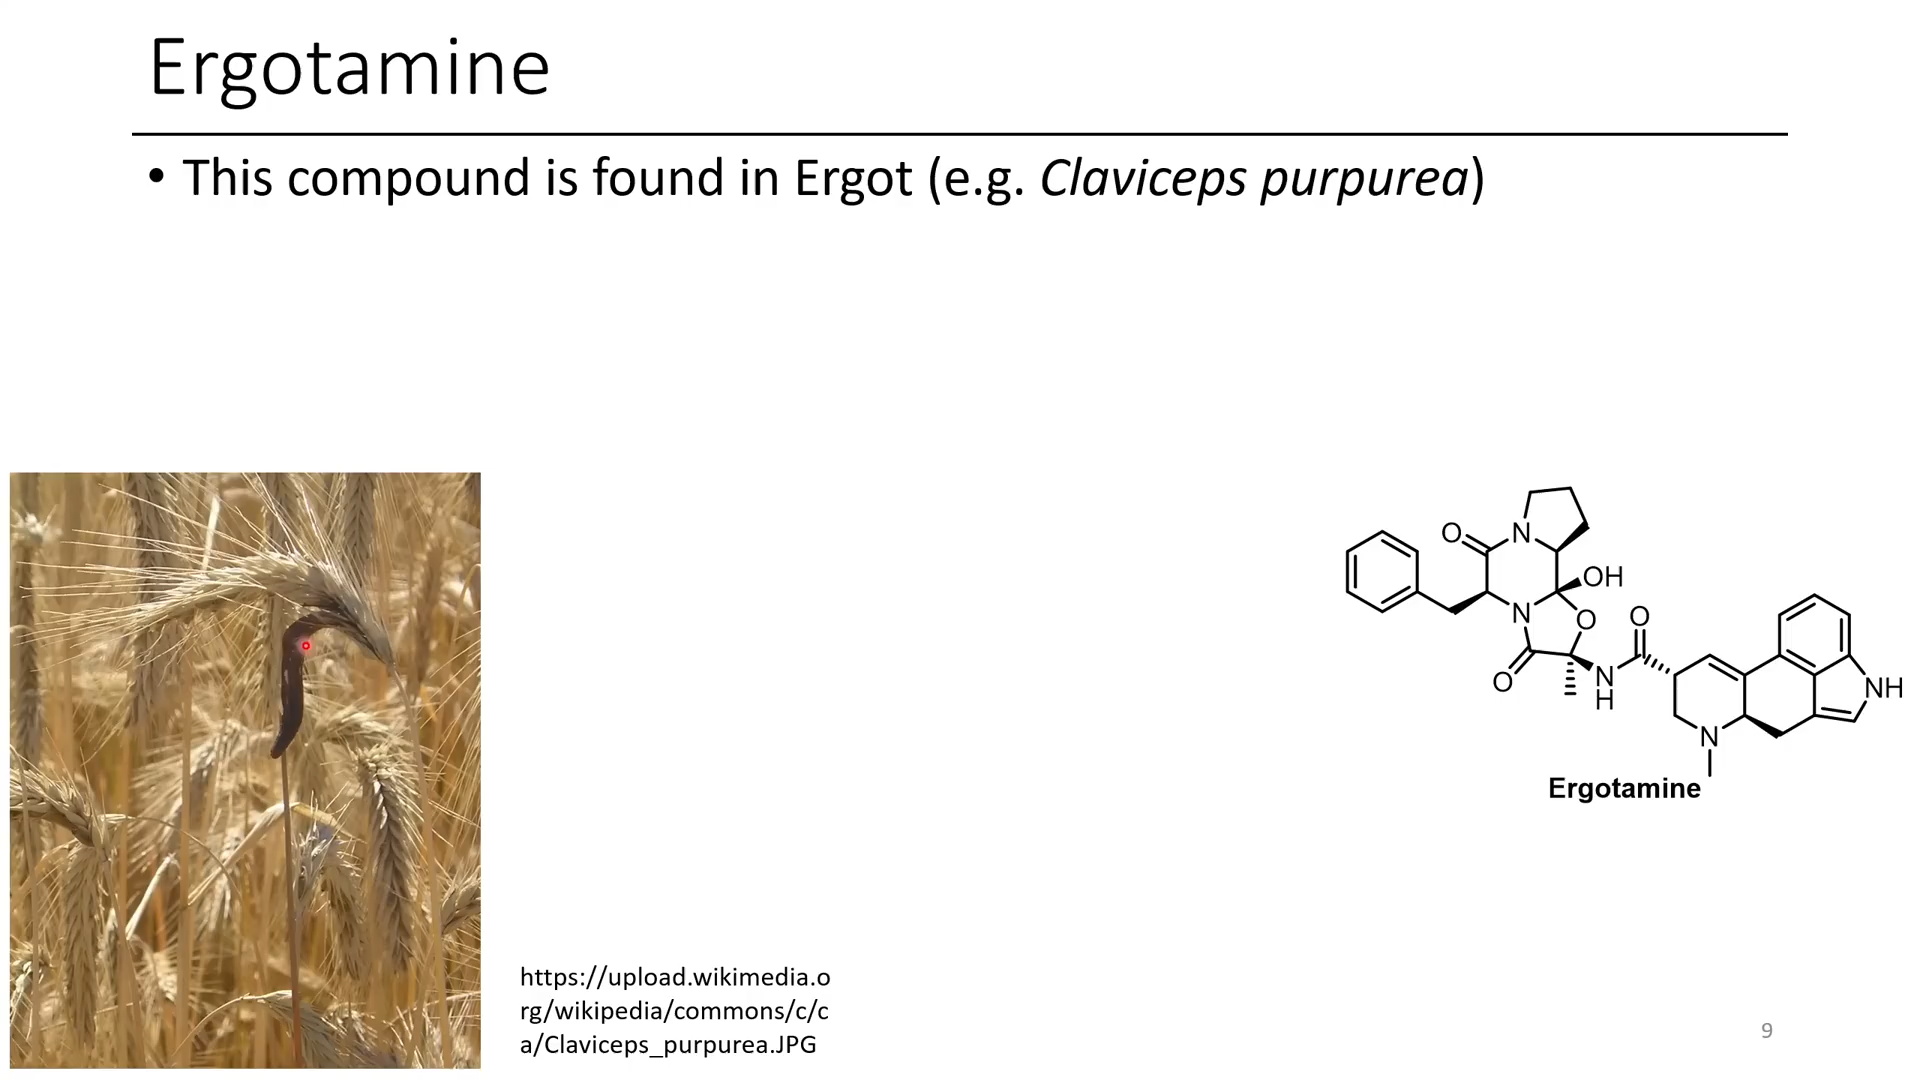 Ergotamine
• This compound is found in Ergot (e.g. Claviceps purpurea)
O
N
OH
N
O
O
O
N
H
NH
N
Ergotamine
https://upload.wikimedia.o
rg/wikipedia/commons/c/c
a/Claviceps_purpurea.JPG
9